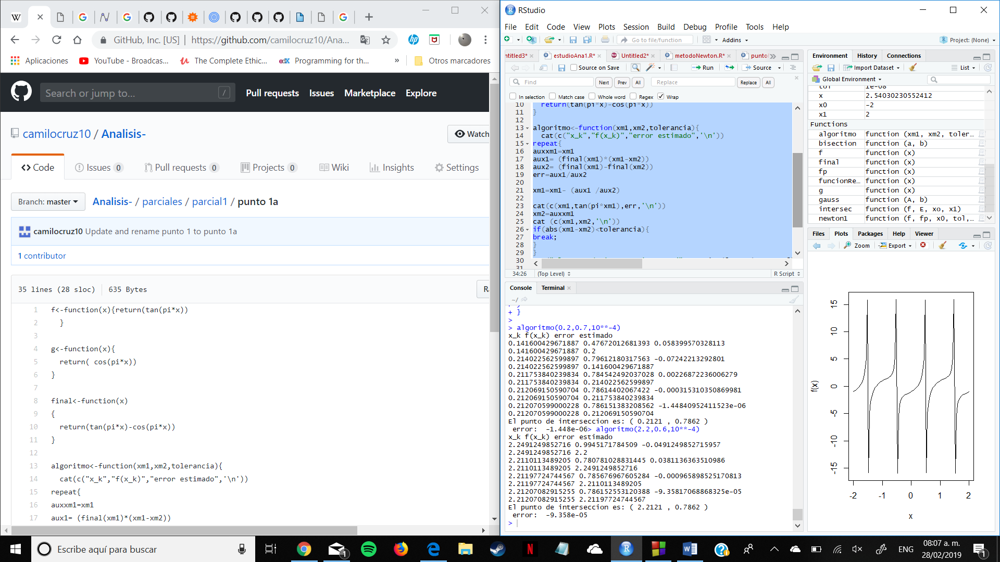 GitHub, Inc. [US] | https://github.com/camilocruz10/Ana...
Aplicaciones YouTube - Broadcas... The Complete Ethic... Programming for th... » Otros marcadores
Search or jump to... / Pull requests Issues Marketplace Explore
camilocruz10 / Analisis-
Watch
Code Issues 0 Pull requests 0 Projects 0 Wiki Insights Settings
Branch: master Analisis- / parciales / parcial1 / punto 1a
camilocruz10 Update and rename punto 1 to punto 1a
1 contributor
35 lines (28 sloc) 635 Bytes
1 f<-function(x){return(tan(pi*x))
2 }
3
4 g<-function(x){
5 return( cos(pi*x))
6 }
7
8 final<-function(x)
9 {
10 return(tan(pi*x)-cos(pi*x))
11 }
12
13 algoritmo<-function(xm1,xm2,tolerancia){
14 cat(c("x_k","f(x_k)","error estimado",'\n'))
15 repeat{
16 auxxm1=xm1
17 aux1= (final(xm1)*(xm1-xm2))
RStudio
File Edit Code View Plots Session Build Debug Profile Tools Help
Go to file/function Addins Project: (None)
ntitled3* estudioAna1.R* Untitled2* metodoNewton.R* punto
Source on Save Run Source
Find Next Prev All Replace Replace All
In selection Match case Whole word Regex Wrap
10 return(tan(pi*x)-cos(pi*x))
11 }
12
13 algoritmo<-function(xm1,xm2,tolerancia){
14 cat(c("x_k","f(x_k)","error estimado",'\n'))
15 repeat{
16 auxxm1=xm1
17 aux1= (final(xm1)*(xm1-xm2))
18 aux2= (final(xm1)-final(xm2))
19 err=aux1/aux2
20
21 xm1=xm1- (aux1 /aux2)
22
23 cat(c(xm1,tan(pi*xm1),err,'\n'))
24 xm2=auxxm1
25 cat (c(xm1,xm2,'\n'))
26 if(abs(xm1-xm2)<tolerancia){
27 break;
28 }
29 }
30
31
34:26 (Top Level) R Script
Console Terminal
~/
+ }
>
> algoritmo(0.2,0.7,10**-4)
x_k f(x_k) error estimado
0.141600429671887 0.47672012681393 0.058399570328113
0.141600429671887 0.2
0.214022562599897 0.79612180317563 -0.07242213292801
0.214022562599897 0.141600429671887
0.211753840239834 0.784542492037028 0.00226872236006279
0.211753840239834 0.214022562599897
0.212069150590704 0.78614402067422 -0.000315310350869981
0.212069150590704 0.211753840239834
0.212070599000228 0.786151383208562 -1.44840952411523e-06
0.212070599000228 0.212069150590704
El punto de interseccion es: ( 0.2121 , 0.7862 )
error: -1.448e-06> algoritmo(2.2,0.6,10**-4)
x_k f(x_k) error estimado
2.2491249852716 0.9945171784509 -0.0491249852715957
2.2491249852716 2.2
2.2110113489205 0.780781028831445 0.0381136363510986
2.2110113489205 2.2491249852716
2.21197724744567 0.785676967605284 -0.000965898525170813
2.21197724744567 2.2110113489205
2.21207082915255 0.786152553120388 -9.35817068868325e-05
2.21207082915255 2.21197724744567
El punto de interseccion es: ( 2.2121 , 0.7862 )
error: -9.358e-05
>
Environment History Connections
Import Dataset List
Global Environment
tol 1e-08
x 2.54030230552412
x0 -2
x1 2
Functions
algoritmo function (xm1, xm2, toler...
bisection function (a, b)
f function (x)
final function (x)
fp function (x)
funcionRe... function (x)
g function (x)
gauss function (A, b)
intersec function (f, E, xo, x1)
newton1 function (f, fp, x0, tol,...
Files Plots Packages Help Viewer
Zoom Export
15
10
5
0
-5
-10
-15
f(x)
-2 -1 0 1 2
x
Escribe aquí para buscar
1
ENG
08:07 a. m.
28/02/2019
1